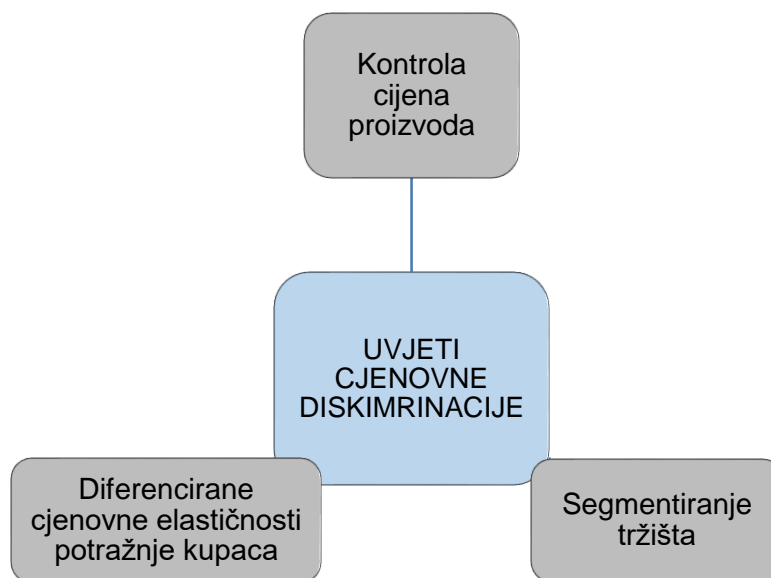 Kontrola
cijena
proizvoda
UVJETI
CJENOVNE
DISKIMRINACIJE
Diferencirane
cjenovne elastičnosti
potražnje kupaca
Segmentiranje
tržišta